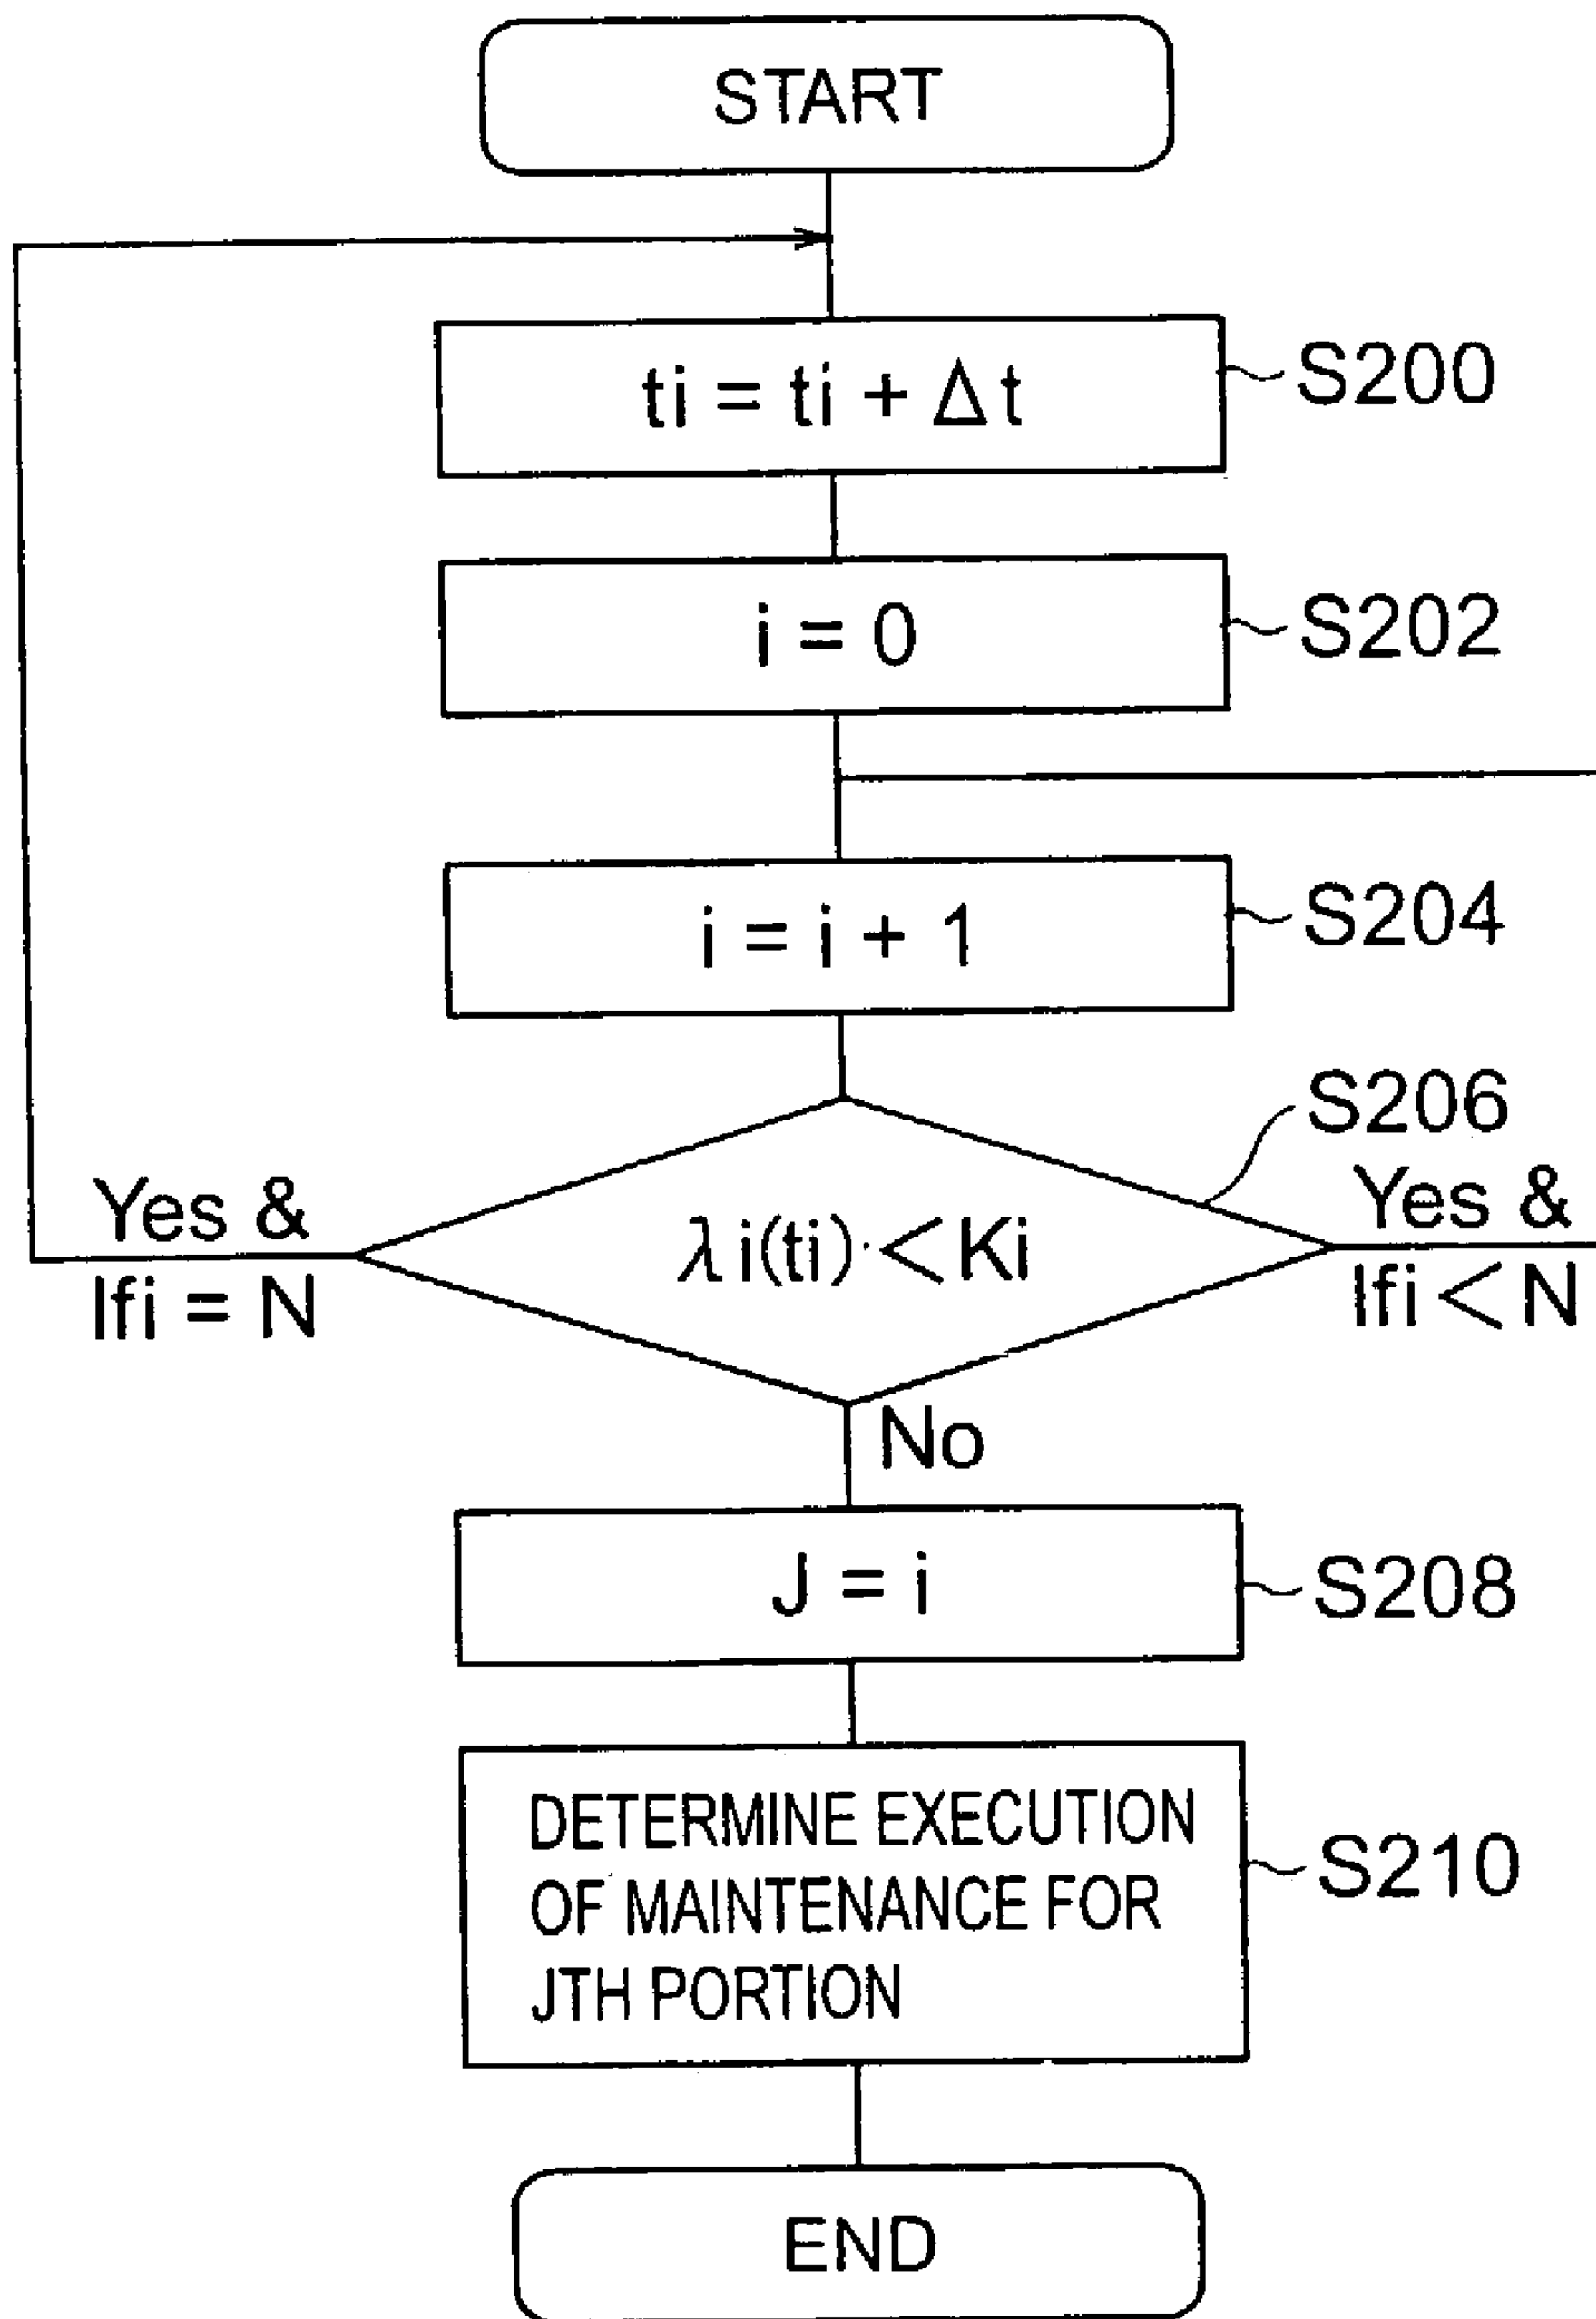 START
ti = ti + Δt
S200
i = 0
S202
i = i + 1
S204
S206
Yes &
Ifi = N
λi(ti) < Ki
Yes &
Ifi < N
No
J = i
S208
DETERMINE EXECUTION
OF MAINTENANCE FOR
JTH PORTION
S210
END